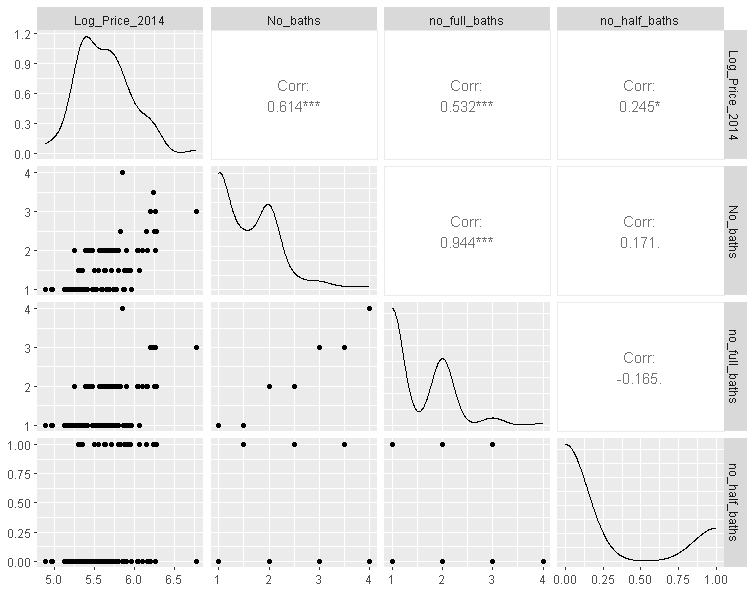 Log_Price_2014 No_baths no_full_baths no_half_baths
1.2
0.9
0.6
0.3
0.0
Corr:
0.614***
Corr:
0.532***
Corr:
0.245*
Log_Price_2014
4
3
2
1
Corr:
0.944***
Corr:
0.171.
No_baths
4
3
2
1
Corr:
-0.165.
no_full_baths
1.00
0.75
0.50
0.25
0.00
no_half_baths
5.0 5.5 6.0 6.5 1 2 3 4 1 2 3 4 0.00 0.25 0.50 0.75 1.00